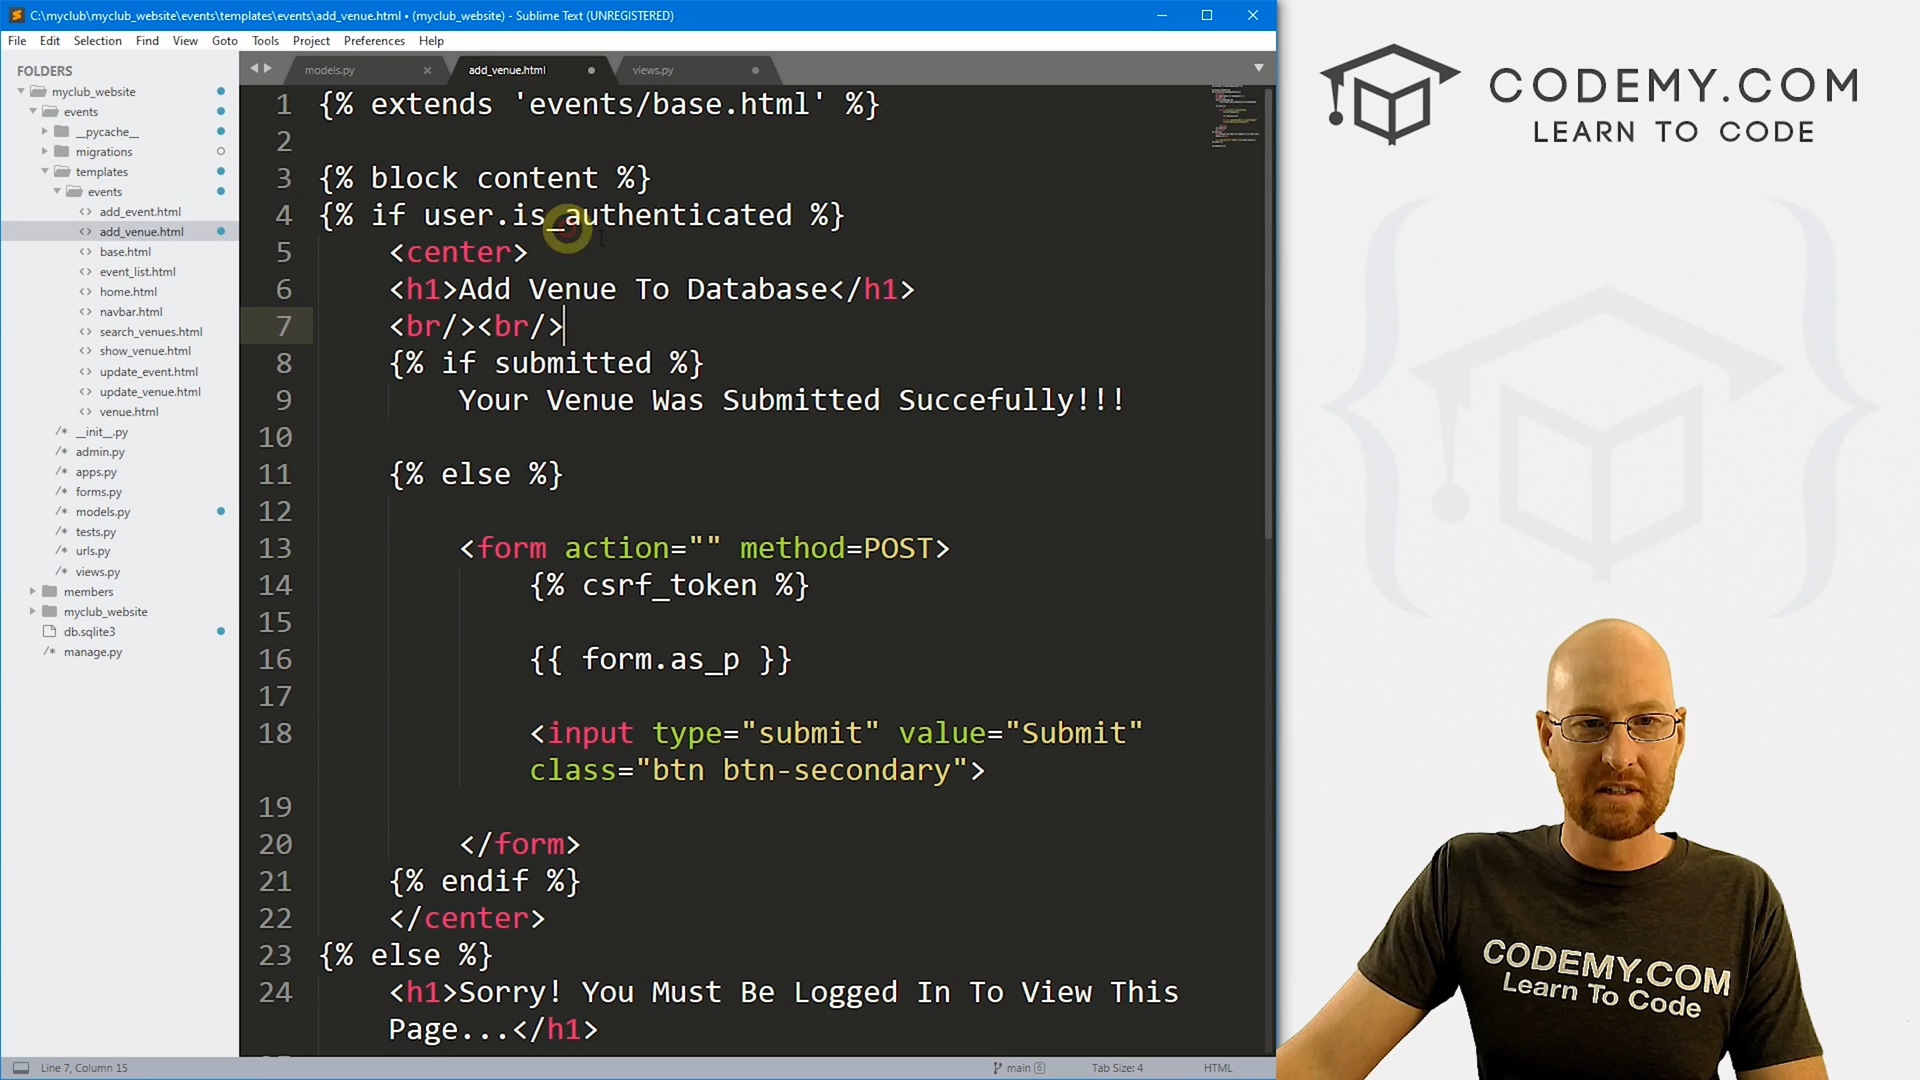 C:\myclub\myclub_website\events\templates\events\add_venue.html • (myclub_website) - Sublime Text (UNREGISTERED)
File Edit Selection Find View Goto Tools Project Preferences Help
FOLDERS
myclub_website
events
__pycache__
migrations
templates
events
add_event.html
add_venue.html
base.html
event_list.html
home.html
navbar.html
search_venues.html
show_venue.html
update_event.html
update_venue.html
venue.html
__init__.py
admin.py
apps.py
forms.py
models.py
tests.py
urls.py
views.py
members
myclub_website
db.sqlite3
manage.py
models.py add_venue.html views.py
1 {% extends 'events/base.html' %}
2
3 {% block content %}
4 {% if user.is_authenticated %}
5 <center>
6 <h1>Add Venue To Database</h1>
7 <br/><br/>
8 {% if submitted %}
9 Your Venue Was Submitted Succefully!!!
10
11 {% else %}
12
13 <form action="" method=POST>
14 {% csrf_token %}
15
16 {{ form.as_p }}
17
18 <input type="submit" value="Submit"
class="btn btn-secondary">
19
20 </form>
21 {% endif %}
22 </center>
23 {% else %}
24 <h1>Sorry! You Must Be Logged In To View This
Page...</h1>
Line 7, Column 15
main 6
Tab Size: 4
HTML
CODEMY.COM
LEARN TO CODE
CODEMY.COM
Learn To Code